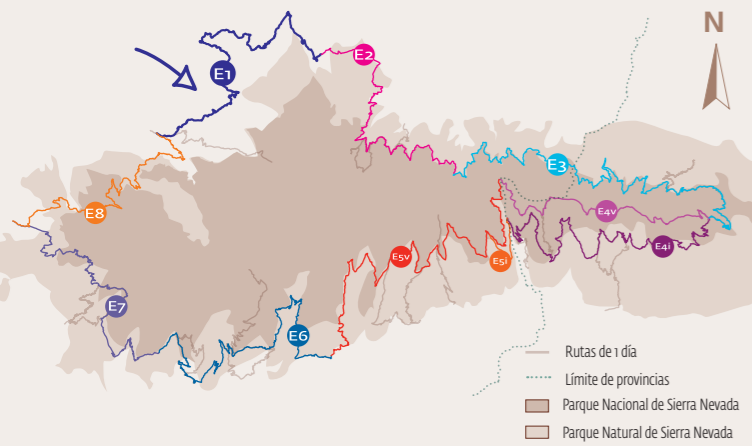 N
E1
E2
E3
E8
E4v
E4i
E5v
E5i
E7
E6
Rutas de 1 día
Límite de provincias
Parque Nacional de Sierra Nevada
Parque Natural de Sierra Nevada